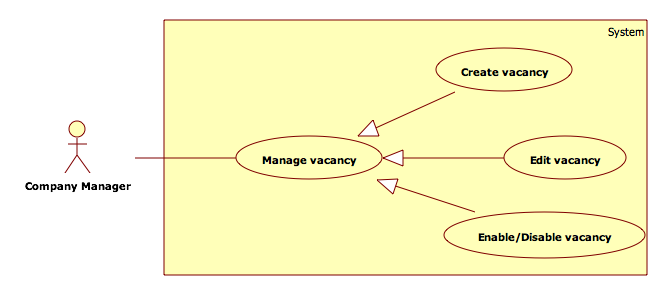 System
Create vacancy
Manage vacancy
Edit vacancy
Company Manager
Enable/Disable vacancy